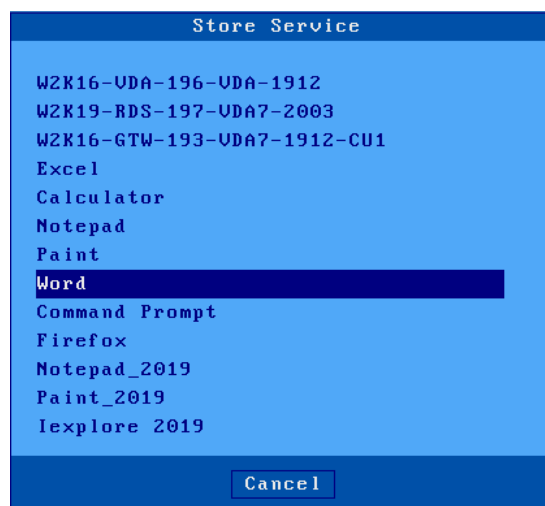 Store Service
W2K16-VDA-196-VDA-1912
W2K19-RDS-197-VDA7-2003
W2K16-GTW-193-VDA7-1912-CU1
Excel
Calculator
Notepad
Paint
Word
Command Prompt
Firefox
Notepad_2019
Paint_2019
Iexplore 2019
Cancel